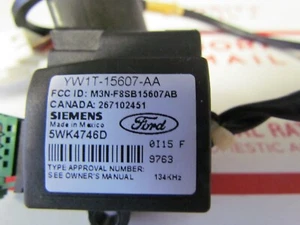 YW1T-15607-AA
FCC ID: M3N-F8SB15607AB
CANADA: 267102451
SIEMENS
Made in Mexico
5WK4746D
Ford
0I15 F
9763
TYPE APPROVAL NUMBER:
SEE OWNER'S MANUAL 134KHz